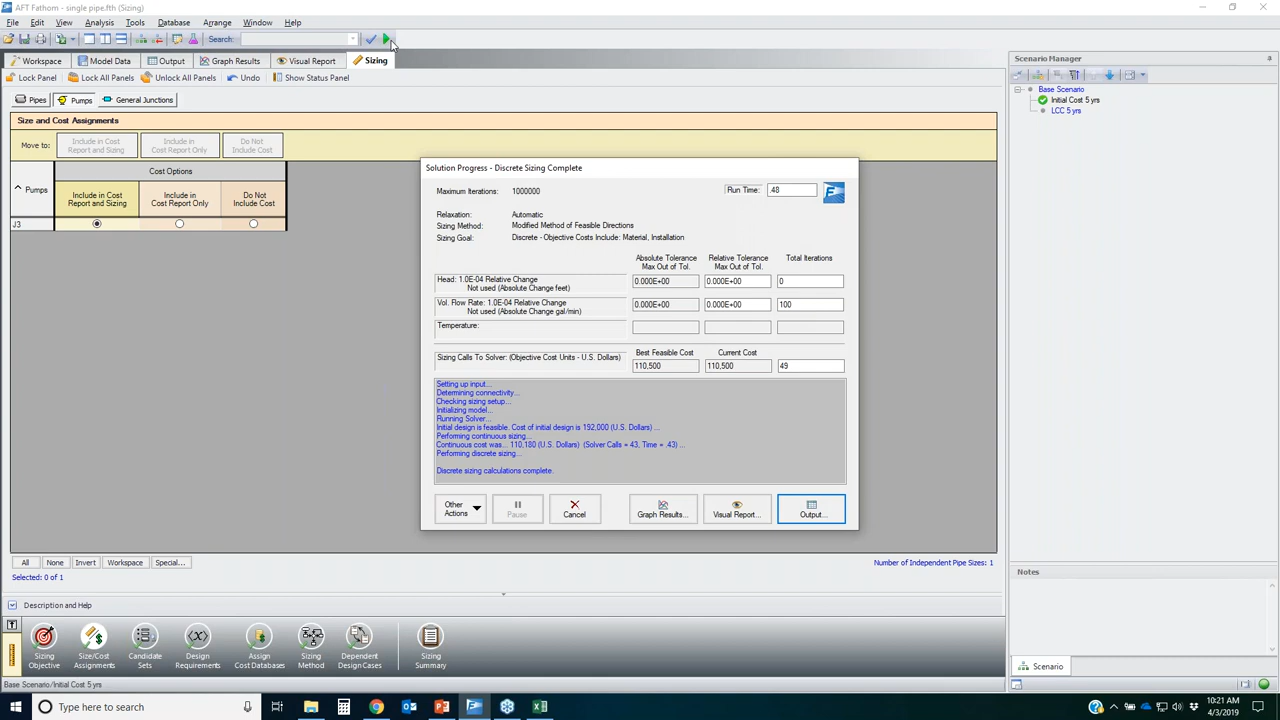 AFT Fathom - single pipe.fth (Sizing)
File Edit View Analysis Tools Database Arrange Window Help
Search:
Workspace Model Data Output Graph Results Visual Report Sizing
Lock Panel Lock All Panels Unlock All Panels Undo Show Status Panel
Pipes Pumps General Junctions
Size and Cost Assignments
Move to: Include in Cost Report and Sizing Include in Cost Report Only Do Not Include Cost
Pumps
Cost Options
Include in Cost Report and Sizing Include in Cost Report Only Do Not Include Cost
J3
Solution Progress - Discrete Sizing Complete
Maximum Iterations: 1000000
Run Time: .48
Relaxation: Automatic
Sizing Method: Modified Method of Feasible Directions
Sizing Goal: Discrete - Objective Costs Include: Material, Installation
Absolute Tolerance Max Out of Tol. Relative Tolerance Max Out of Tol. Total Iterations
Head: 1.0E-04 Relative Change
Not used (Absolute Change feet)
0.000E+00 0.000E+00 0
Vol. Flow Rate: 1.0E-04 Relative Change
Not used (Absolute Change gal/min)
0.000E+00 0.000E+00 100
Temperature:
Best Feasible Cost Current Cost
Sizing Calls To Solver: (Objective Cost Units - U.S. Dollars) 110,500 110,500 49
Setting up input...
Determining connectivity...
Checking sizing setup...
Initializing model...
Running Solver...
Initial design is feasible. Cost of initial design is 192,000 (U.S. Dollars) ...
Performing continuous sizing...
Continuous cost was... 110,180 (U.S. Dollars) (Solver Calls = 43, Time = .43) ...
Performing discrete sizing...
Discrete sizing calculations complete.
Other Actions Pause Cancel Graph Results... Visual Report... Output...
All None Invert Workspace Special...
Selected: 0 of 1
Number of Independent Pipe Sizes: 1
Description and Help
Sizing Objective Size/Cost Assignments Candidate Sets Design Requirements Assign Cost Databases Sizing Method Dependent Design Cases Sizing Summary
Base Scenario/Initial Cost 5 yrs
Scenario Manager
Base Scenario
Initial Cost 5 yrs
LCC 5 yrs
Notes
Scenario
Type here to search
10:21 AM
4/3/2019